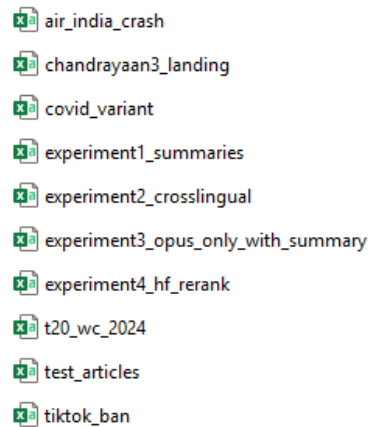 air_india_crash
chandrayaan3_landing
covid_variant
experiment1_summaries
experiment2_crosslingual
experiment3_opus_only_with_summary
experiment4_hf_rerank
t20_wc_2024
test_articles
tiktok_ban